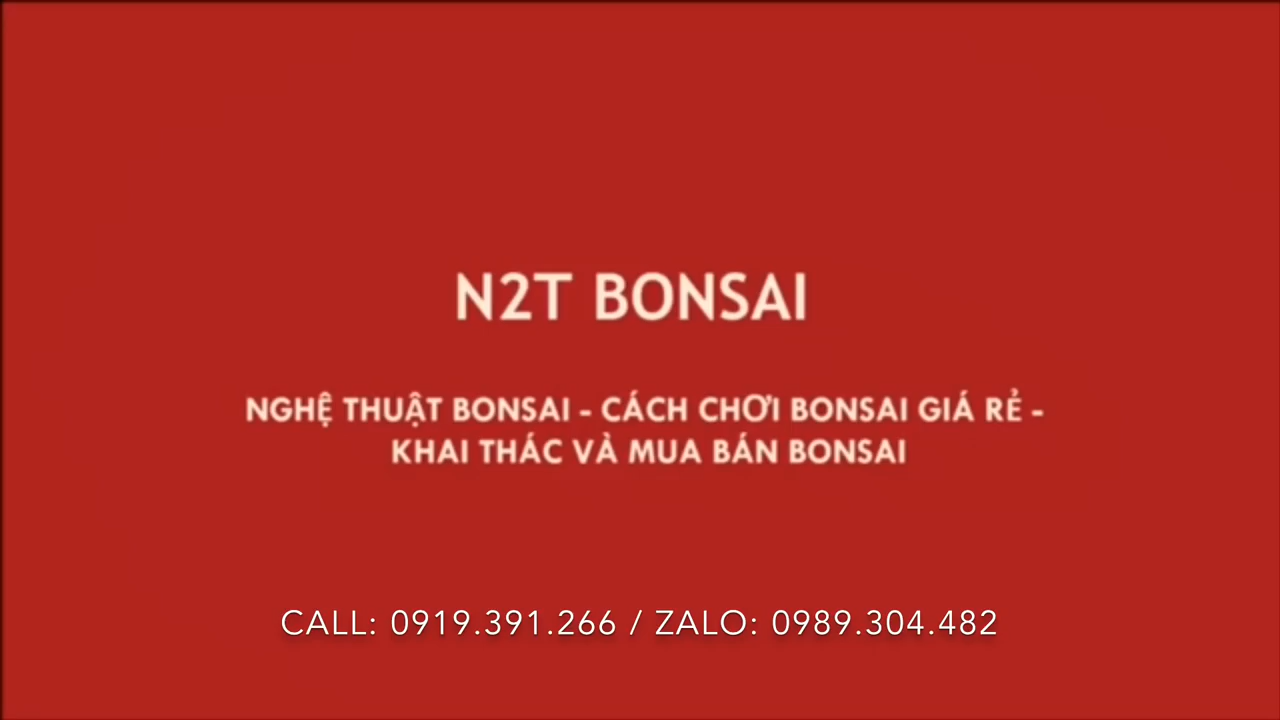 N2T BONSAI
NGHỆ THUẬT BONSAI - CÁCH CHƠI BONSAI GIÁ RẺ -
KHAI THÁC VÀ MUA BÁN BONSAI
CALL: 0919.391.266 / ZALO: 0989.304.482